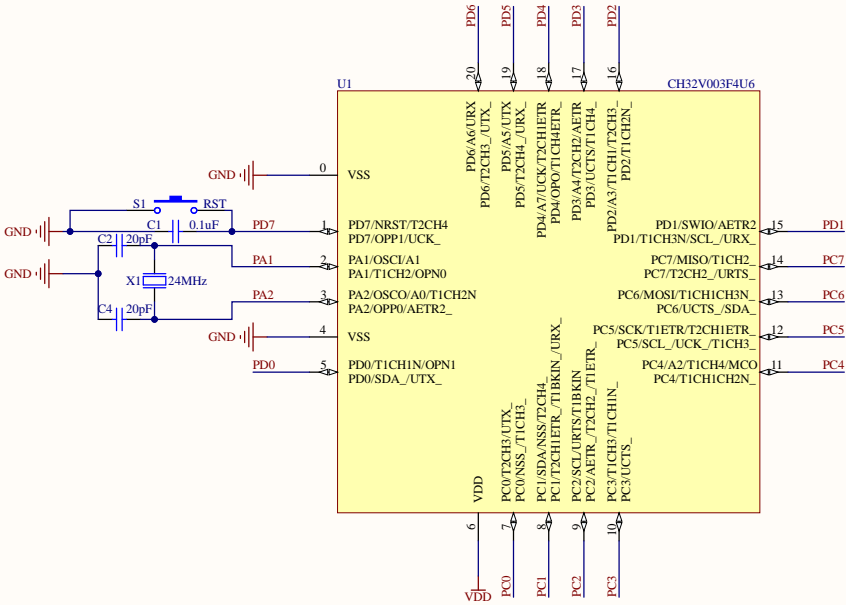 PD6
PD5
PD4
PD3
PD2
20
19
18
17
16
U1
CH32V003F4U6
PD6/A6/URX
PD6/T2CH3_/UTX_
PD5/A5/UTX
PD5/T2CH4_/URX_
PD4/A7/UCK/T2CH1ETR
PD4/OPO/T1CH4ETR_
PD3/A4/T2CH2/AETR
PD3/UCTS/T1CH4_
PD2/A3/T1CH1/T2CH3_
PD2/T1CH2N_
GND
0
VSS
S1
RST
C1
0.1uF
GND
PD7
1
PD7/NRST/T2CH4
PD7/OPP1/UCK_
PD1/SWIO/AETR2
PD1/T1CH3N/SCL_/URX_
15
PD1
C2
20pF
GND
PA1
2
PA1/OSCI/A1
PA1/T1CH2/OPN0
PC7/MISO/T1CH2_
PC7/T2CH2_/URTS_
14
PC7
X1
24MHz
PA2
3
PA2/OSCO/A0/T1CH2N
PA2/OPP0/AETR2_
PC6/MOSI/T1CH1CH3N_
PC6/UCTS_/SDA_
13
PC6
C4
20pF
GND
4
VSS
PC5/SCK/T1ETR/T2CH1ETR_
PC5/SCL_/UCK_/T1CH3_
12
PC5
PD0
5
PD0/T1CH1N/OPN1
PD0/SDA_/UTX_
PC4/A2/T1CH4/MCO
PC4/T1CH1CH2N_
11
PC4
VDD
PC0/T2CH3/UTX_
PC0/NSS_/T1CH3_
PC1/SDA/NSS/T2CH4_
PC1/T2CH1ETR_/T1BKIN_/URX_
PC2/SCL/URTS/T1BKIN
PC2/AETR_/T2CH2_/T1ETR_
PC3/T1CH3/T1CH1N_
PC3/UCTS_
6
7
8
9
10
VDD
PC0
PC1
PC2
PC3